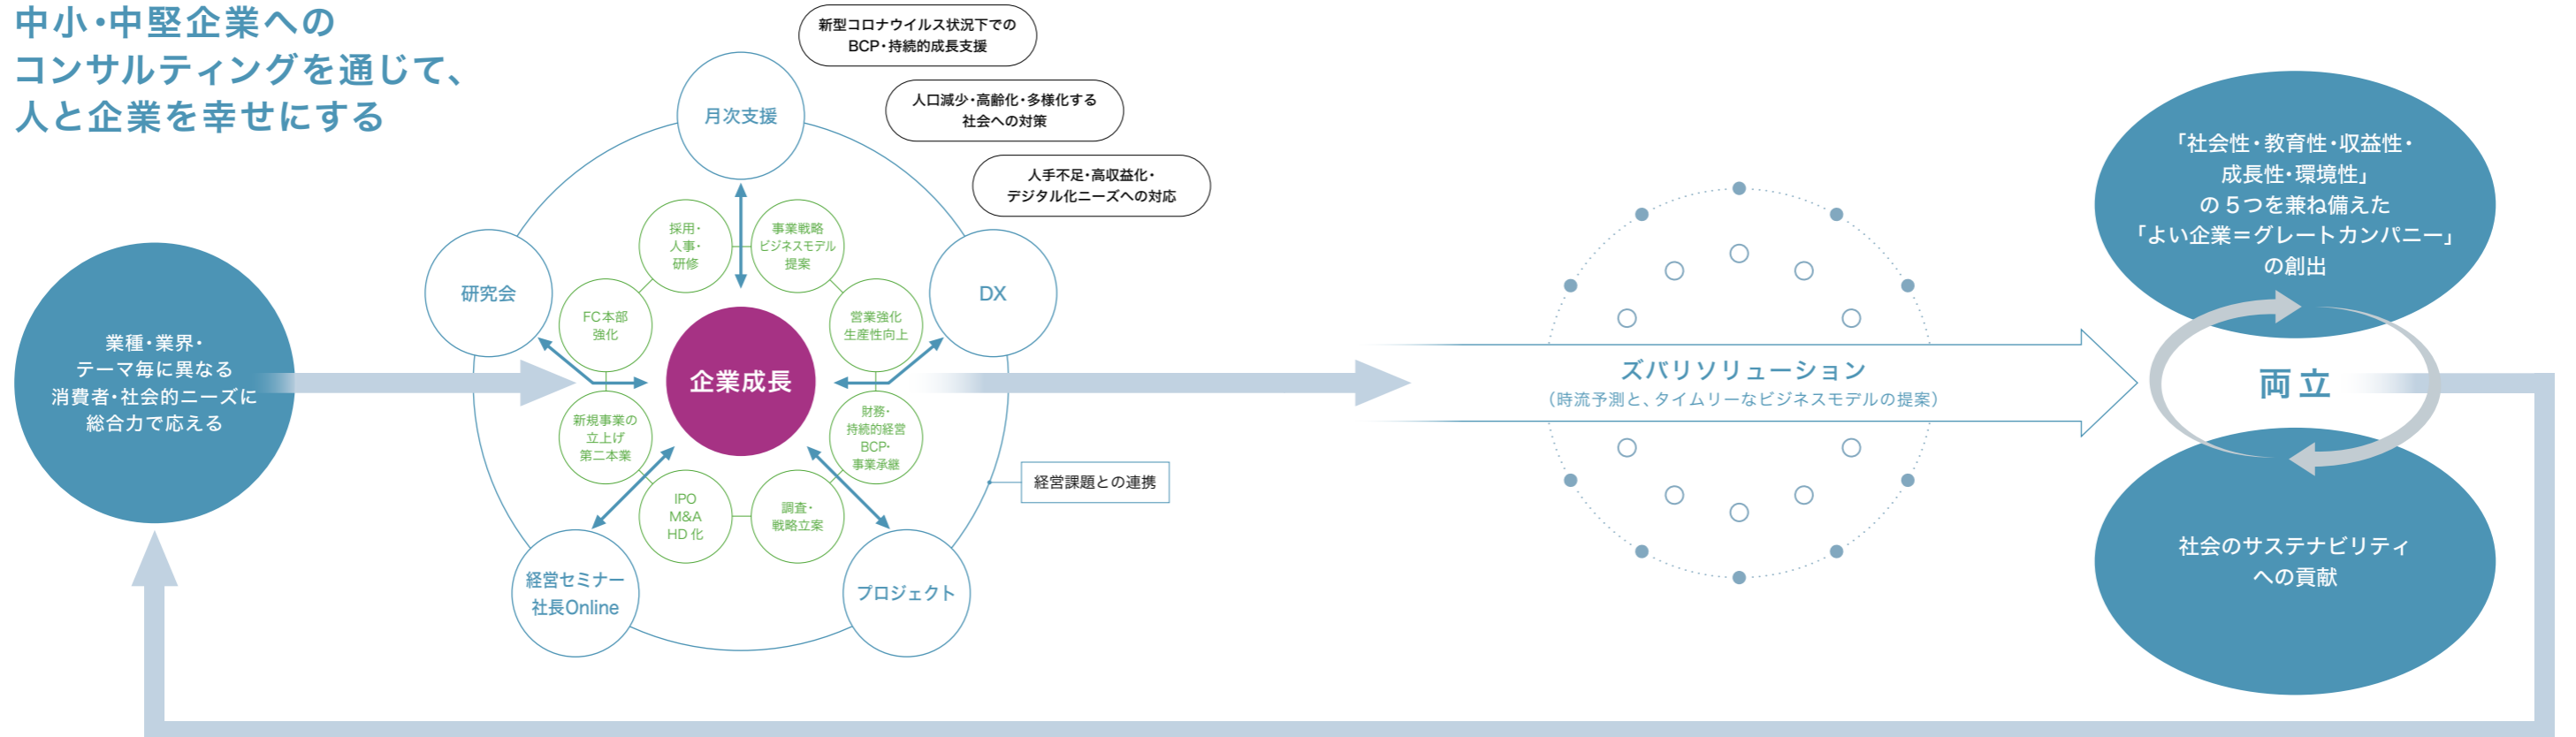 中小・中堅企業への
コンサルティングを通じて、
人と企業を幸せにする
新型コロナウイルス状況下での
BCP・持続的成長支援
人口減少・高齢化・多様化する
社会への対策
人手不足・高収益化・
デジタル化ニーズへの対応
業種・業界・
テーマ毎に異なる
消費者・社会的ニーズに
総合力で応える
月次支援
研究会
DX
経営セミナー
社長Online
プロジェクト
採用・
人事・
研修
事業戦略
ビジネスモデル
提案
FC本部
強化
営業強化
生産性向上
企業成長
新規事業の
立上げ
第二本業
財務・
持続的経営
BCP・
事業承継
IPO
M&A
HD化
調査・
戦略立案
経営課題との連携
ズバリソリューション
（時流予測と、タイムリーなビジネスモデルの提案）
「社会性・教育性・収益性・
成長性・環境性」
の5つを兼ね備えた
「よい企業＝グレートカンパニー」
の創出
両立
社会のサステナビリティ
への貢献